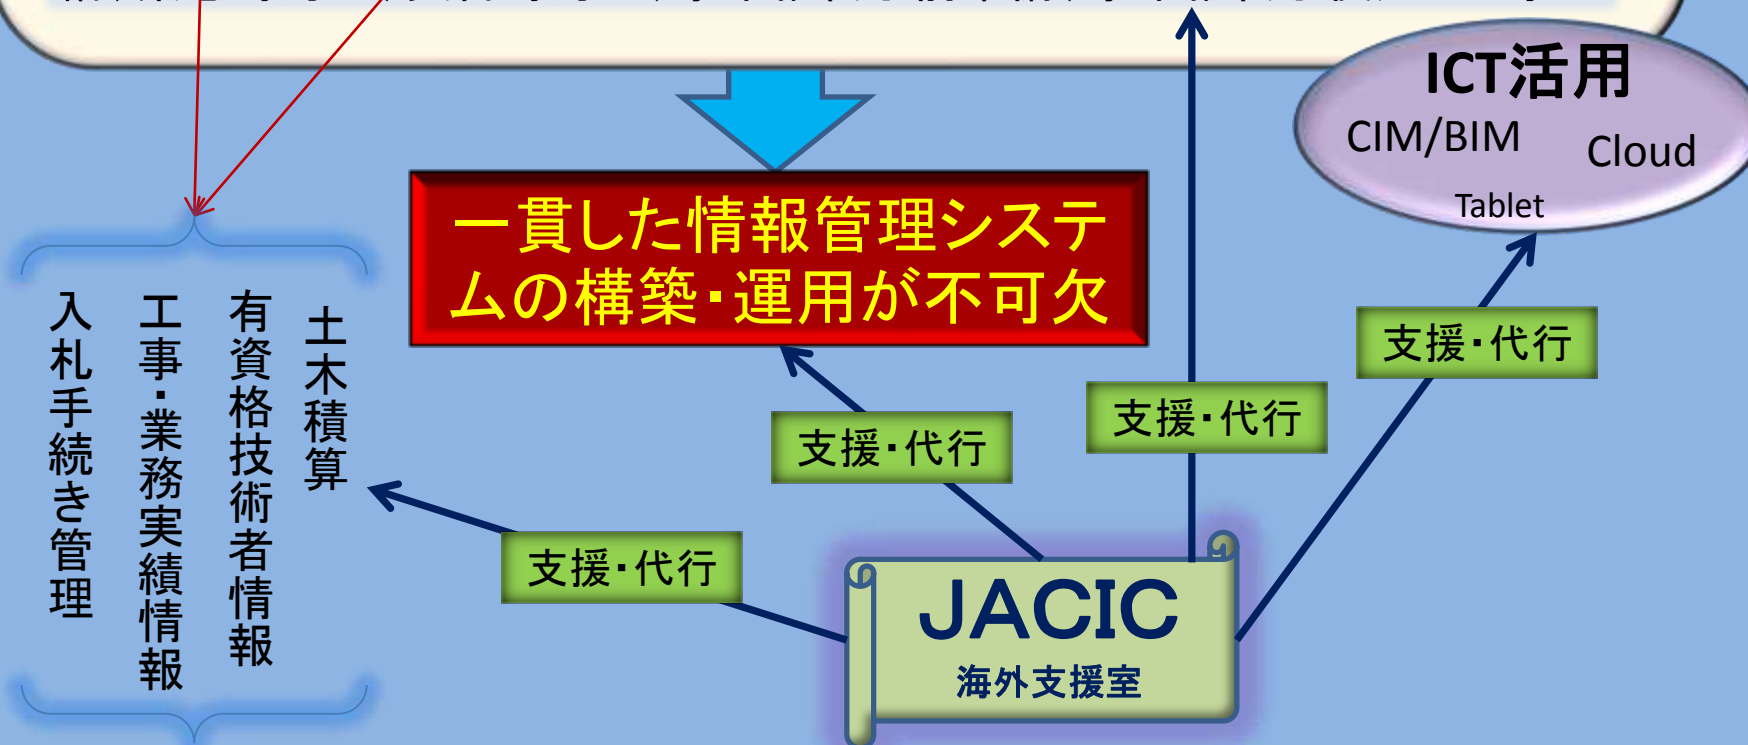 ICT活用
CIM/BIM
Cloud
Tablet
一貫した情報管理システ
ムの構築・運用が不可欠
土木積算
有資格技術者情報
工事・業務実績情報
入札手続き管理
支援・代行
支援・代行
支援・代行
支援・代行
JACIC
海外支援室